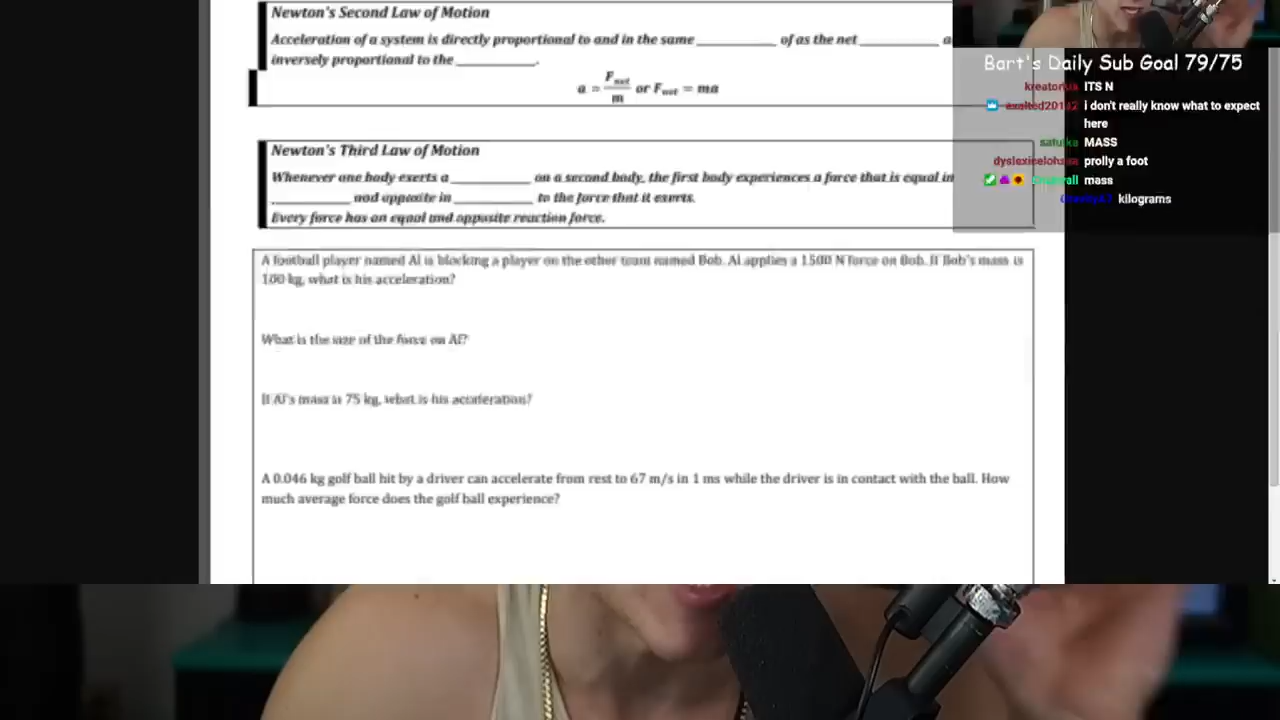 Newton's Second Law of Motion
Acceleration of a system is directly proportional to and in the same __________ of as the net __________ a
inversely proportional to the __________.
a = Fnet/m or Fnet = ma
Newton's Third Law of Motion
Whenever one body exerts a __________ on a second body, the first body experiences a force that is equal in
__________ and opposite in __________ to the force that it exerts.
Every force has an equal and opposite reaction force.
A football player named Al is blocking a player on the other team named Bob. Al applies a 1500 N force on Bob. If Bob's mass is
100 kg, what is his acceleration?
What is the size of the force on Al?
If Al's mass is 75 kg, what is his acceleration?
A 0.046 kg golf ball hit by a driver can accelerate from rest to 67 m/s in 1 ms while the driver is in contact with the ball. How
much average force does the golf ball experience?
Bart's Daily Sub Goal 79/75
ITS N
i don't really know what to expect
here
MASS
prolly a foot
mass
kilograms